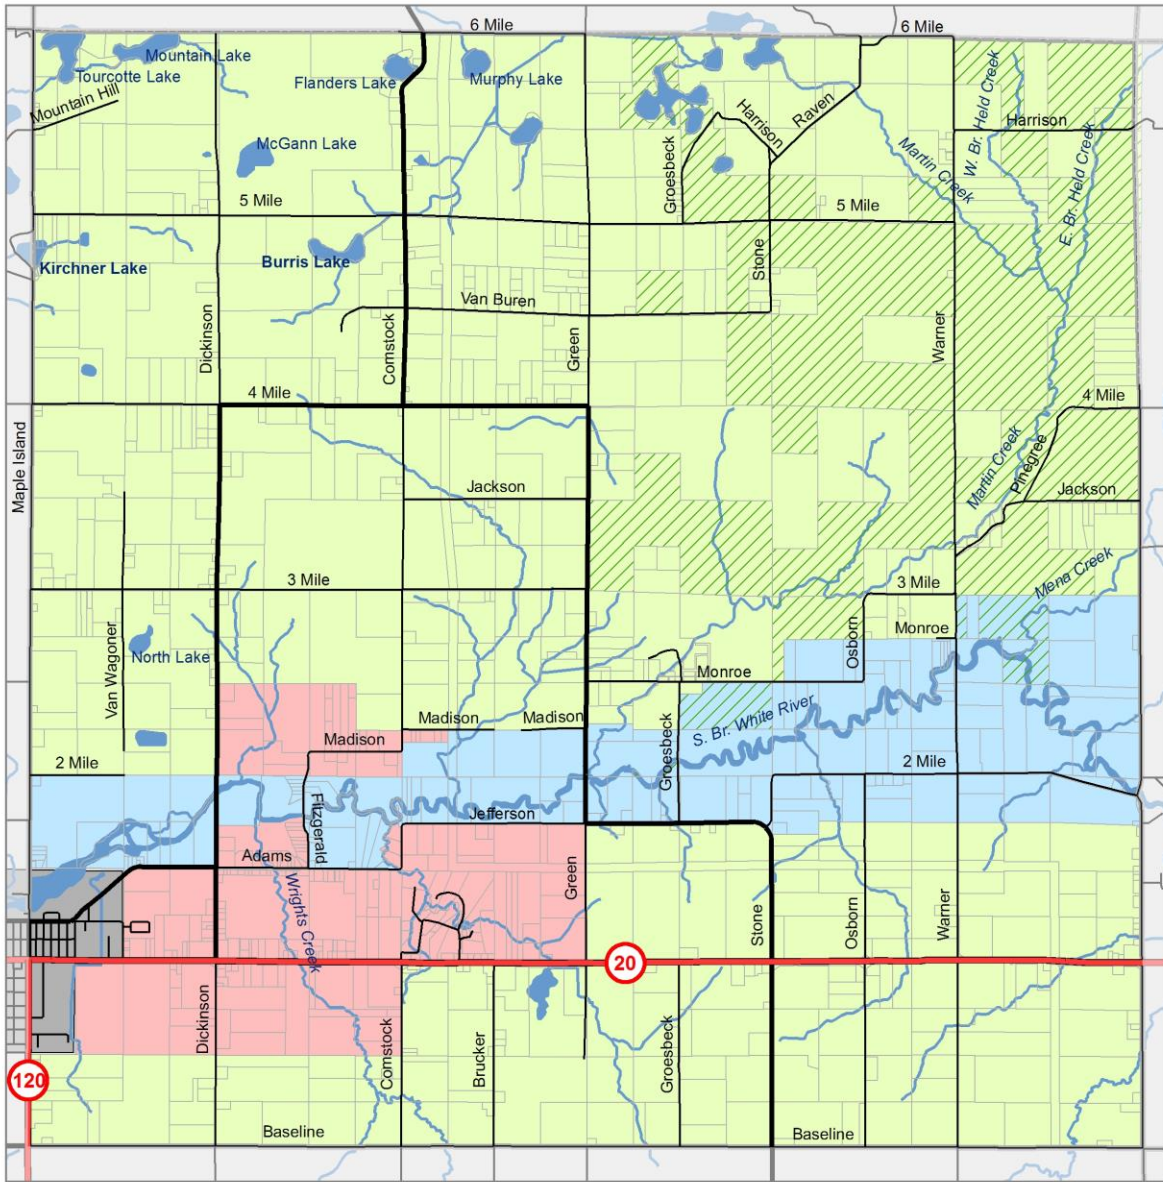 6 Mile
6 Mile
Mountain Lake
Tourcotte Lake
Flanders Lake
Murphy Lake
Mountain Hill
Harrison
Raven
W. Br. Held Creek
Harrison
McGann Lake
Martin Creek
Groesbeck
E. Br. Held Creek
5 Mile
5 Mile
Kirchner Lake
Burris Lake
Stone
Van Buren
Dickinson
Comstock
Green
Warner
4 Mile
4 Mile
Maple Island
Martin Creek
Pinegree
Jackson
Jackson
3 Mile
3 Mile
Mena Creek
Van Wagoner
North Lake
Osborn
Monroe
Monroe
Madison
Madison
Madison
Groesbeck
S. Br. White River
2 Mile
2 Mile
Fitzgerald
Jefferson
Adams
Wrights Creek
Green
Stone
Osborn
Warner
20
Dickinson
Comstock
Brucker
Groesbeck
120
Baseline
Baseline